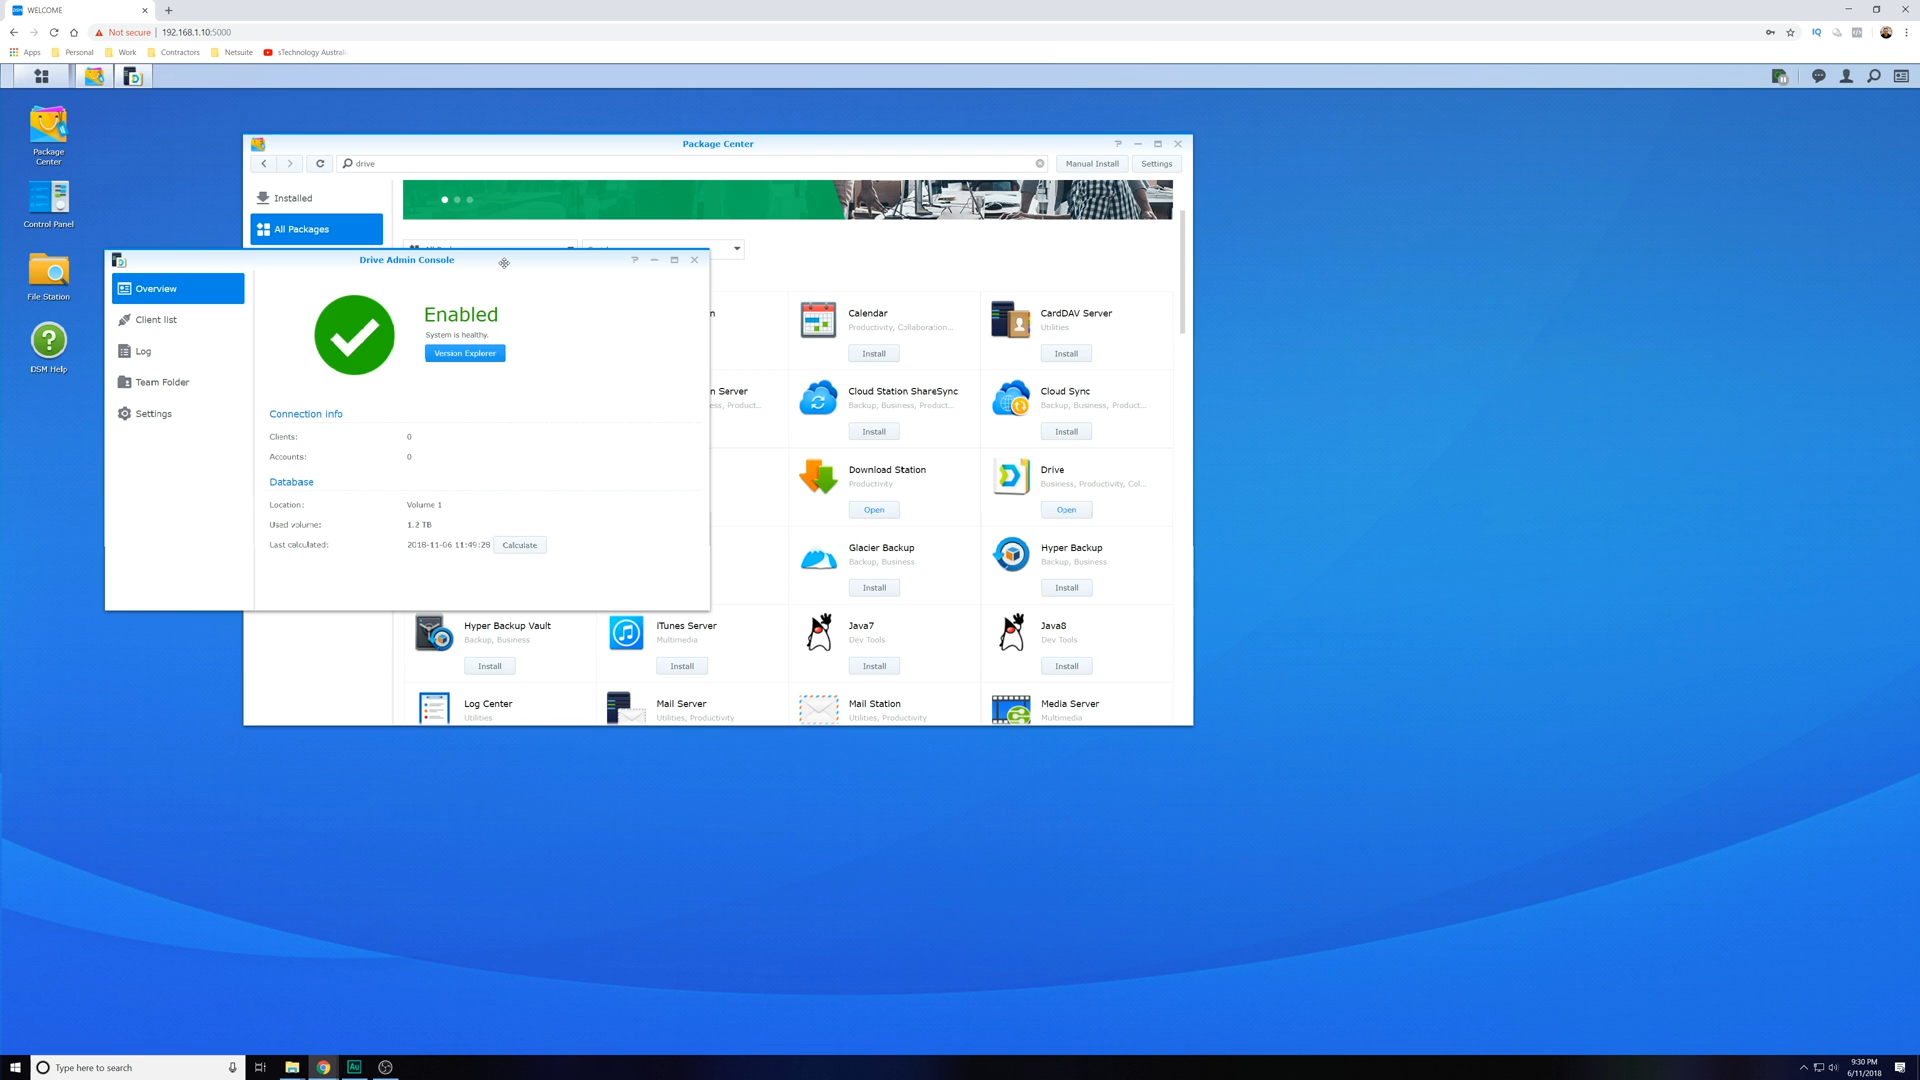 WELCOME
Not secure | 192.168.1.10:5000
Apps Personal Work Contractors Netsuite sTechnology Austral
Package Center
Control Panel
File Station
DSM Help
Package Center
drive
Manual Install
Settings
Installed
All Packages
Drive Admin Console
Overview
Client list
Log
Team Folder
Settings
Enabled
System is healthy.
Version Explorer
Connection info
Clients: 0
Accounts: 0
Database
Location: Volume 1
Used volume: 1.2 TB
Last calculated: 2018-11-06 11:49:28 Calculate
n
Calendar
Productivity, Collaboration...
Install
CardDAV Server
Utilities
Install
n Server
ess, Product...
Cloud Station ShareSync
Backup, Business, Product...
Install
Cloud Sync
Backup, Business, Product...
Install
Download Station
Productivity
Open
Drive
Business, Productivity, Col...
Open
Glacier Backup
Backup, Business
Install
Hyper Backup
Backup, Business
Install
Hyper Backup Vault
Backup, Business
Install
iTunes Server
Multimedia
Install
Java7
Dev Tools
Install
Java8
Dev Tools
Install
Log Center
Utilities
Mail Server
Utilities, Productivity
Mail Station
Utilities, Productivity
Media Server
Multimedia
Type here to search
Au
9:30 PM
6/11/2018